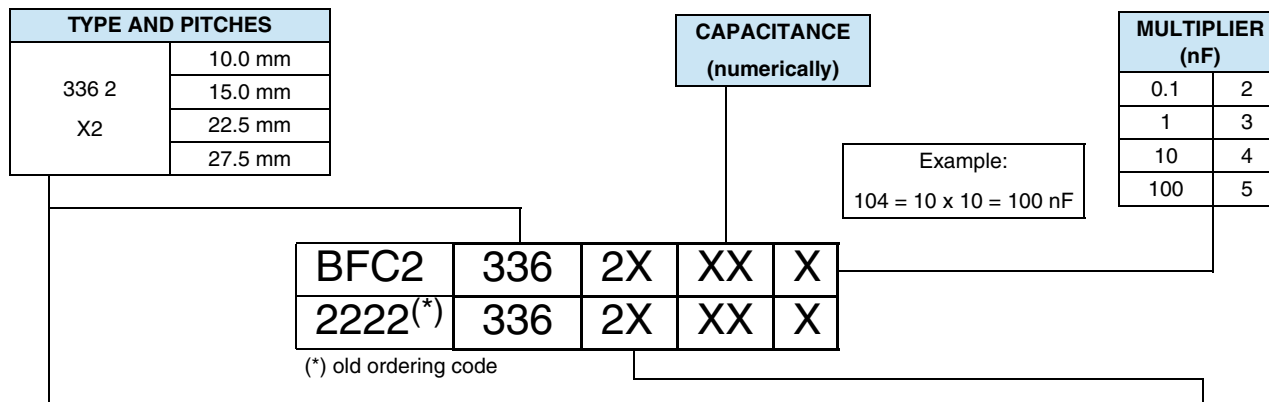 TYPE AND PITCHES
336 2
X2
10.0 mm
15.0 mm
22.5 mm
27.5 mm
CAPACITANCE
(numerically)
MULTIPLIER
(nF)
0.1 2
1 3
10 4
100 5
Example:
104 = 10 x 10 = 100 nF
BFC2 336 2X XX X
2222(*) 336 2X XX X
(*) old ordering code